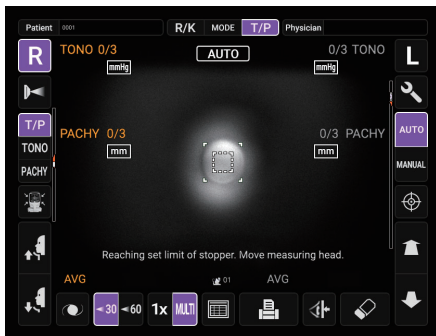 Patient 0001 R/K MODE T/P Physician
R TONO 0/3 AUTO 0/3 TONO L
mmHg mmHg
T/P PACHY 0/3 0/3 PACHY AUTO
TONO mm mm
PACHY MANUAL
Reaching set limit of stopper. Move measuring head.
AVG 01 AVG
30 60 1x MULTI